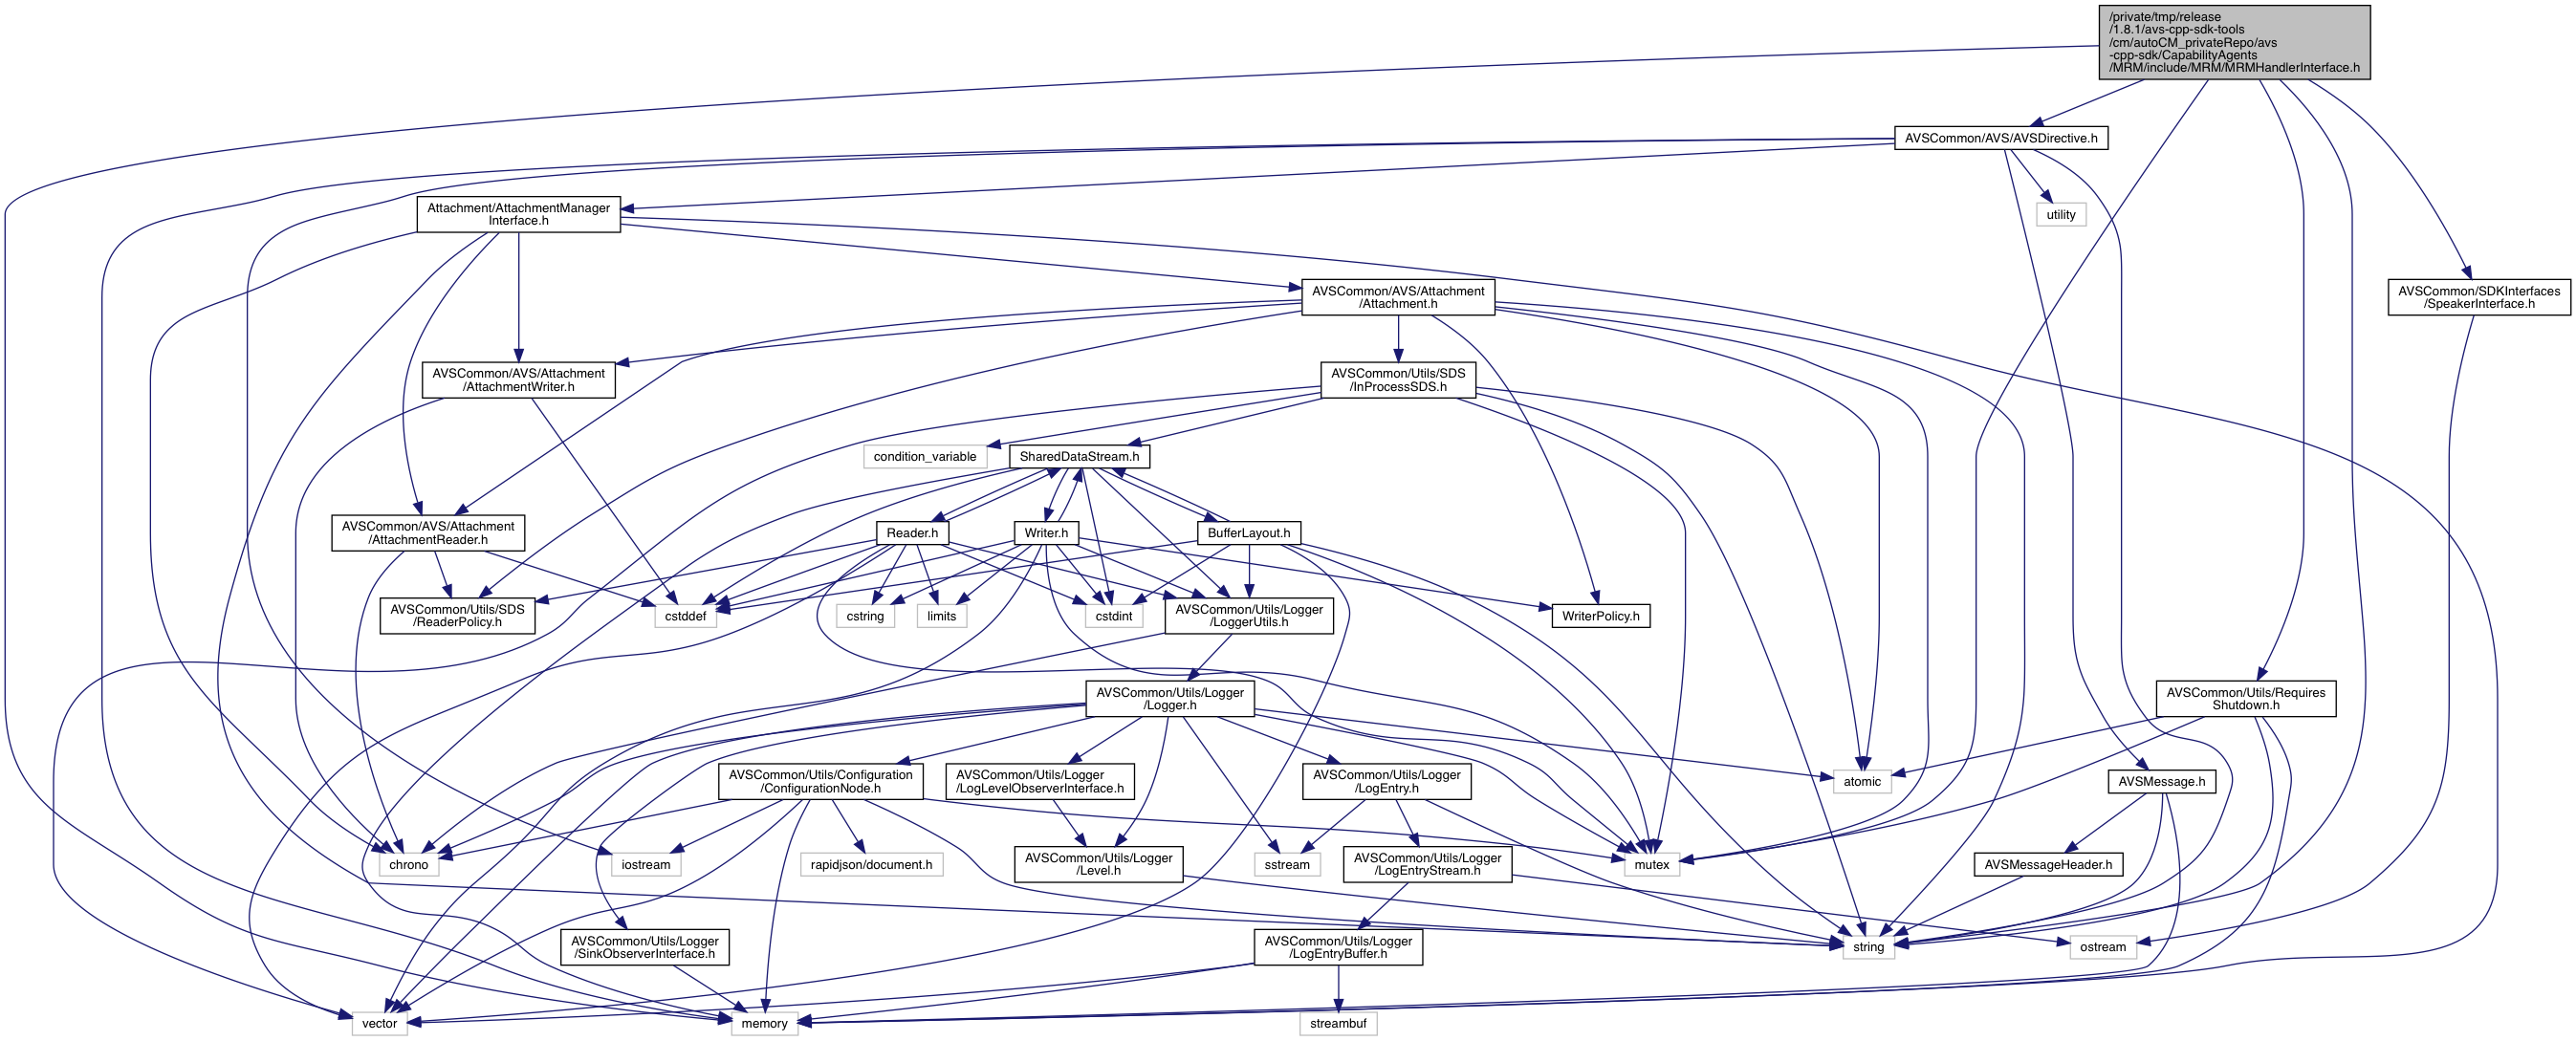 /private/tmp/release
/1.8.1/avs-cpp-sdk-tools
/cm/autoCM_privateRepo/avs
-cpp-sdk/CapabilityAgents
/MRM/include/MRM/MRMHandlerInterface.h
AVSCommon/AVS/AVSDirective.h
Attachment/AttachmentManager
Interface.h
utility
AVSCommon/AVS/Attachment
/Attachment.h
AVSCommon/SDKInterfaces
/SpeakerInterface.h
AVSCommon/AVS/Attachment
/AttachmentWriter.h
AVSCommon/Utils/SDS
/InProcessSDS.h
condition_variable
SharedDataStream.h
AVSCommon/AVS/Attachment
/AttachmentReader.h
Reader.h
Writer.h
BufferLayout.h
AVSCommon/Utils/SDS
/ReaderPolicy.h
cstddef
cstring
limits
cstdint
AVSCommon/Utils/Logger
/LoggerUtils.h
WriterPolicy.h
AVSCommon/Utils/Logger
/Logger.h
AVSCommon/Utils/Requires
Shutdown.h
AVSCommon/Utils/Configuration
/ConfigurationNode.h
AVSCommon/Utils/Logger
/LogLevelObserverInterface.h
AVSCommon/Utils/Logger
/LogEntry.h
atomic
AVSMessage.h
chrono
iostream
rapidjson/document.h
AVSCommon/Utils/Logger
/Level.h
sstream
AVSCommon/Utils/Logger
/LogEntryStream.h
mutex
AVSMessageHeader.h
AVSCommon/Utils/Logger
/SinkObserverInterface.h
AVSCommon/Utils/Logger
/LogEntryBuffer.h
string
ostream
vector
memory
streambuf